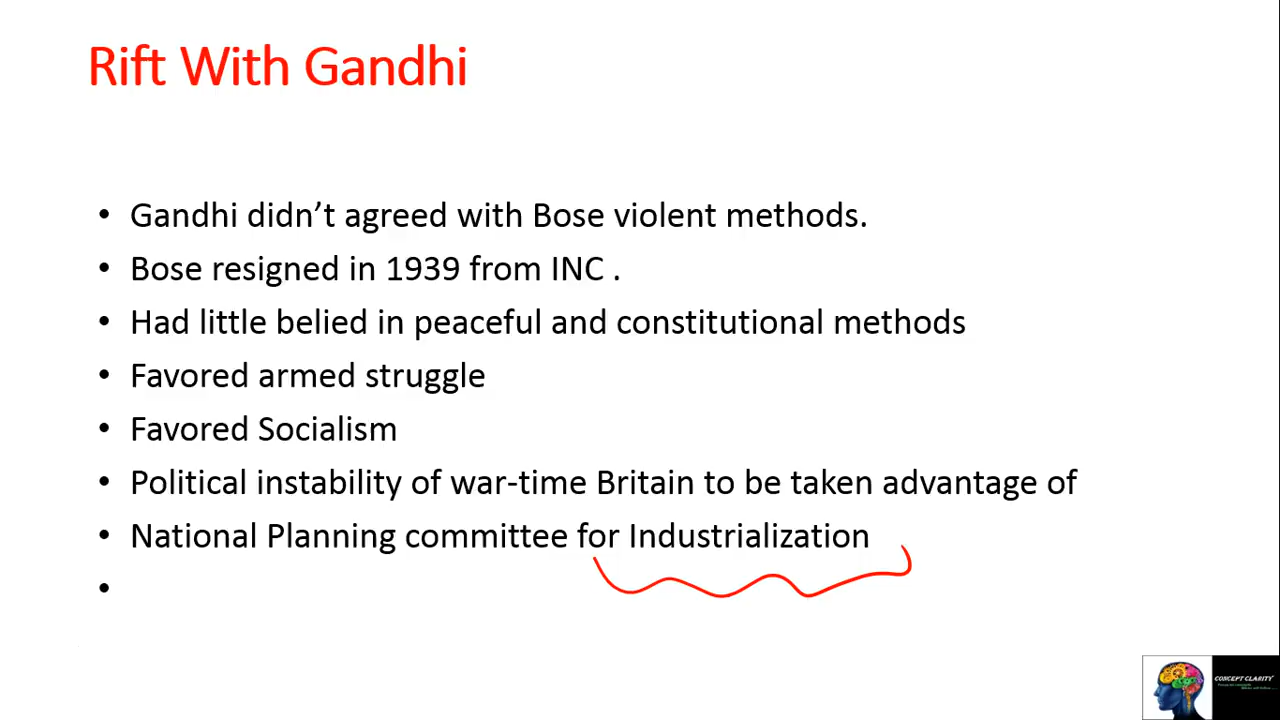 Rift With Gandhi
• Gandhi didn’t agreed with Bose violent methods.
• Bose resigned in 1939 from INC .
• Had little belied in peaceful and constitutional methods
• Favored armed struggle
• Favored Socialism
• Political instability of war-time Britain to be taken advantage of
• National Planning committee for Industrialization
•
CONCEPT CLARITY